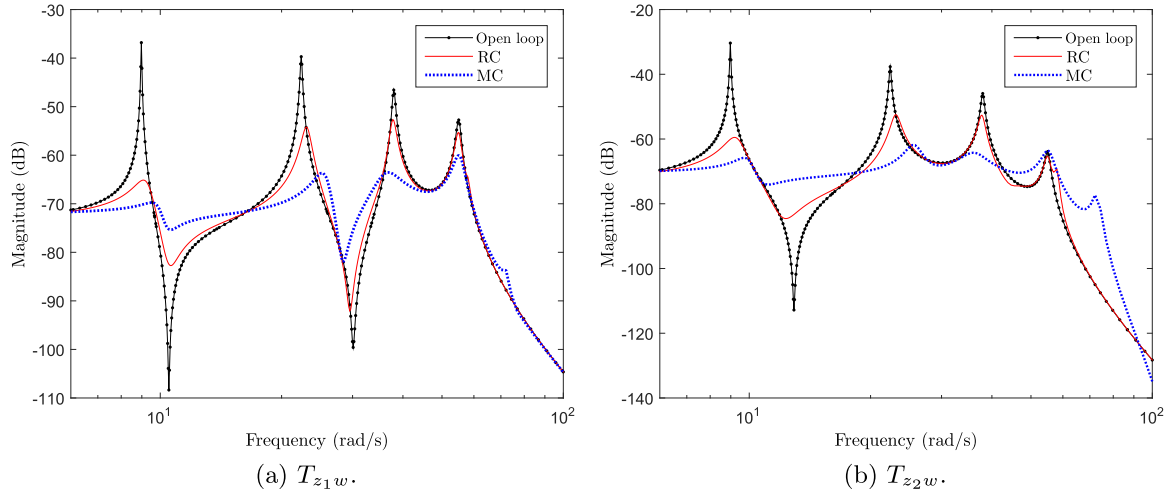 -30
-40
-50
-60
-70
-80
-90
-100
-110
Magnitude (dB)
Open loop
RC
MC
10^1
10^2
Frequency (rad/s)
(a) T_{z_1 w}.
-20
-40
-60
-80
-100
-120
-140
Magnitude (dB)
Open loop
RC
MC
10^1
10^2
Frequency (rad/s)
(b) T_{z_2 w}.